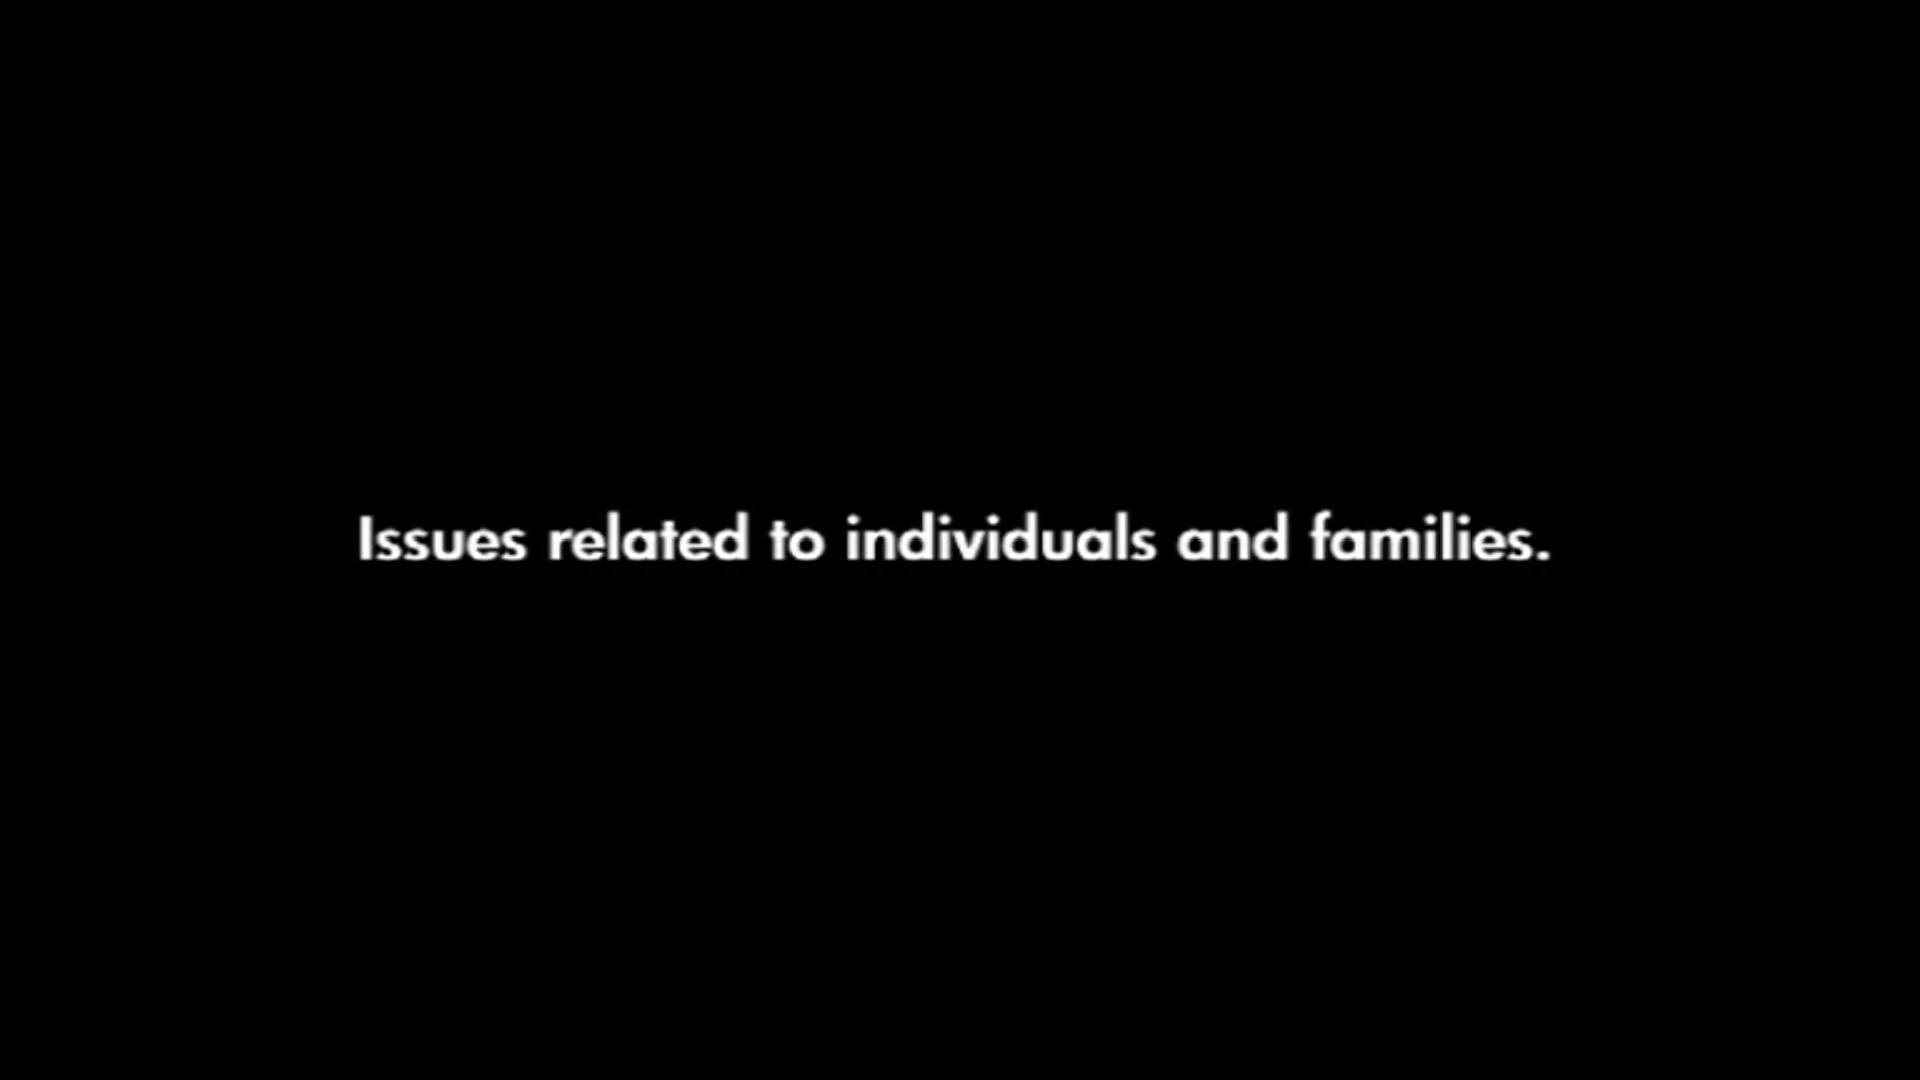 Issues related to individuals and families.